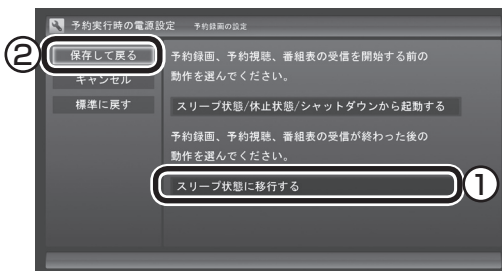 予約実行時の電源設定 予約録画の設定
② 保存して戻る
キャンセル
標準に戻す
予約録画、予約視聴、番組表の受信を開始する前の
動作を選んでください。
スリープ状態/休止状態/シャットダウンから起動する
予約録画、予約視聴、番組表の受信が終わった後の
動作を選んでください。
スリープ状態に移行する ①